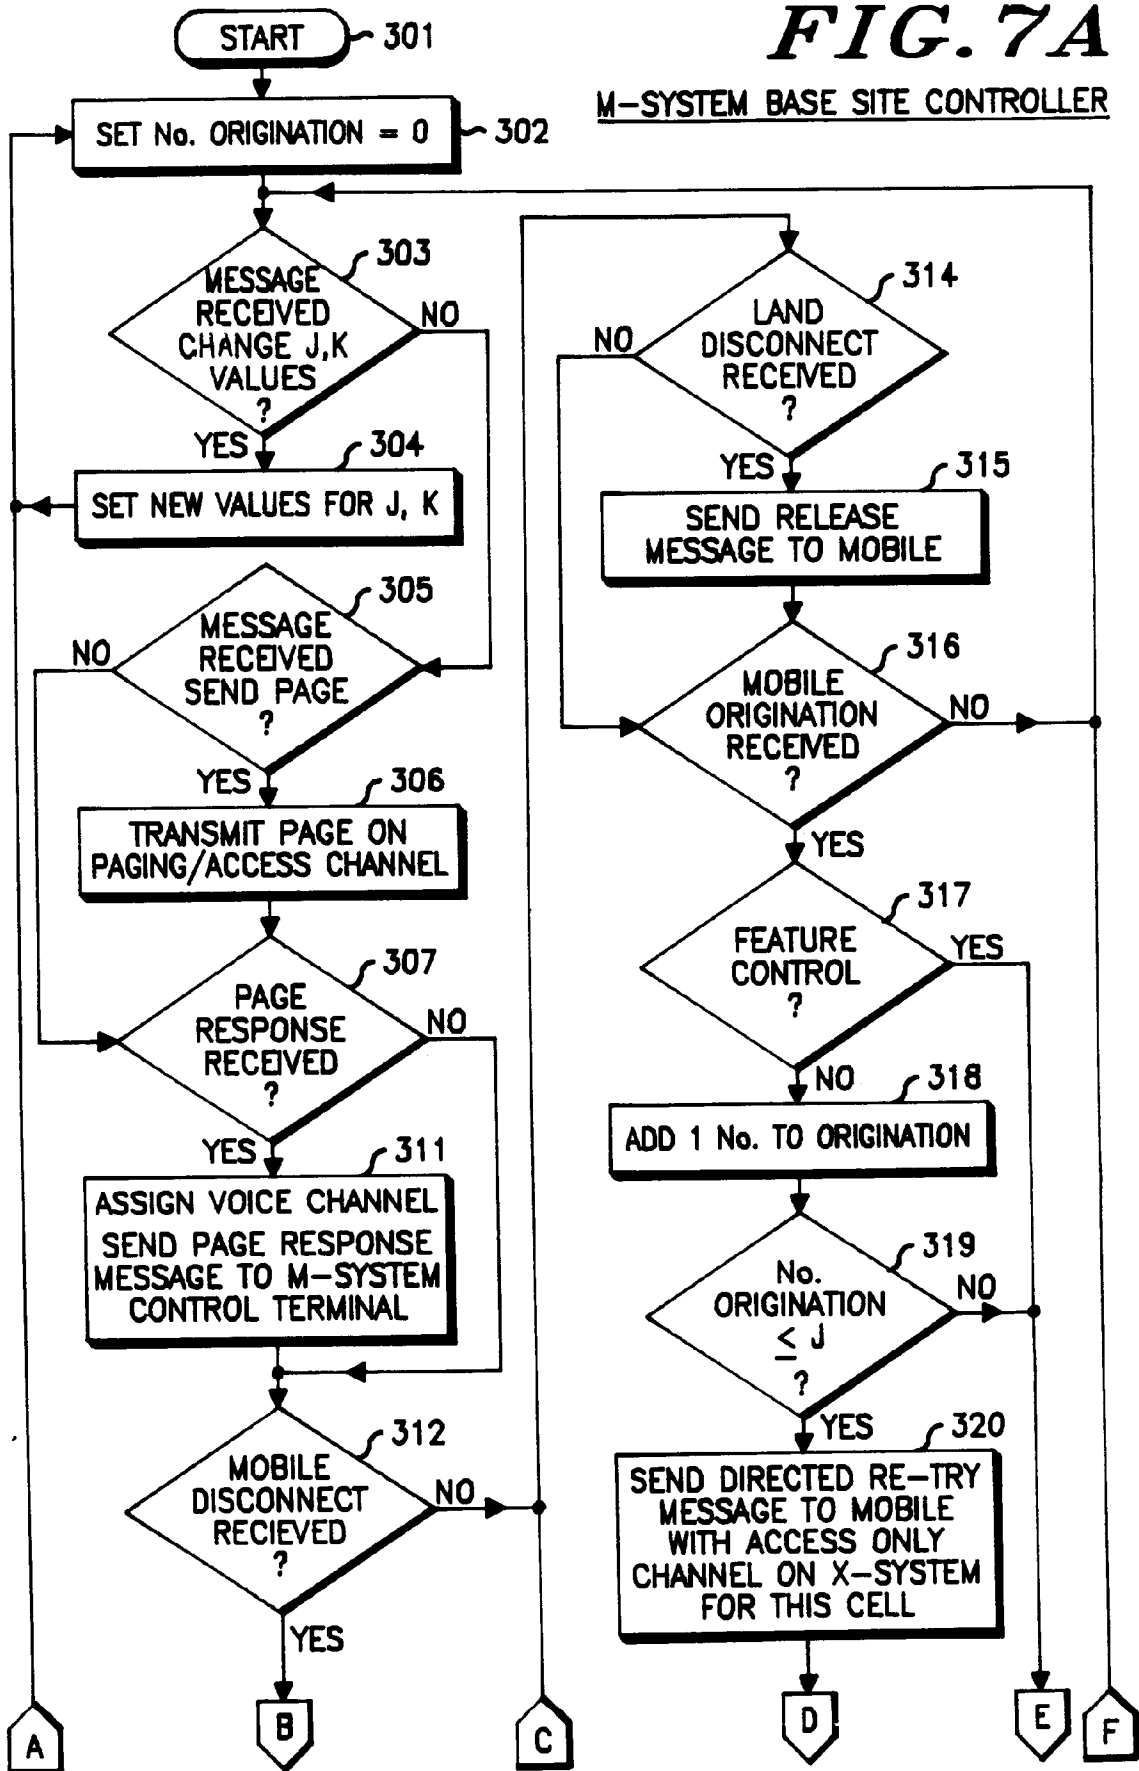 FIG. 7A
M-SYSTEM BASE SITE CONTROLLER
START
301
SET No. ORIGINATION = 0
302
303
MESSAGE
RECEIVED
CHANGE J,K
VALUES
?
NO
YES
304
SET NEW VALUES FOR J, K
305
MESSAGE
RECEIVED
SEND PAGE
?
NO
YES
306
TRANSMIT PAGE ON
PAGING/ACCESS CHANNEL
307
PAGE
RESPONSE
RECEIVED
?
NO
YES
311
ASSIGN VOICE CHANNEL
SEND PAGE RESPONSE
MESSAGE TO M-SYSTEM
CONTROL TERMINAL
312
MOBILE
DISCONNECT
RECIEVED
?
NO
YES
314
LAND
DISCONNECT
RECEIVED
?
NO
YES
315
SEND RELEASE
MESSAGE TO MOBILE
316
MOBILE
ORIGINATION
RECEIVED
?
NO
YES
317
FEATURE
CONTROL
?
YES
NO
318
ADD 1 No. TO ORIGINATION
319
No.
ORIGINATION
≤ J
?
NO
YES
320
SEND DIRECTED RE-TRY
MESSAGE TO MOBILE
WITH ACCESS ONLY
CHANNEL ON X-SYSTEM
FOR THIS CELL
A
B
C
D
E
F